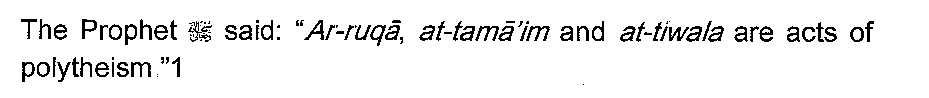 The Prophet ﷺ said: “Ar-ruqā, at-tamā’im and at-tiwala are acts of
polytheism.”1